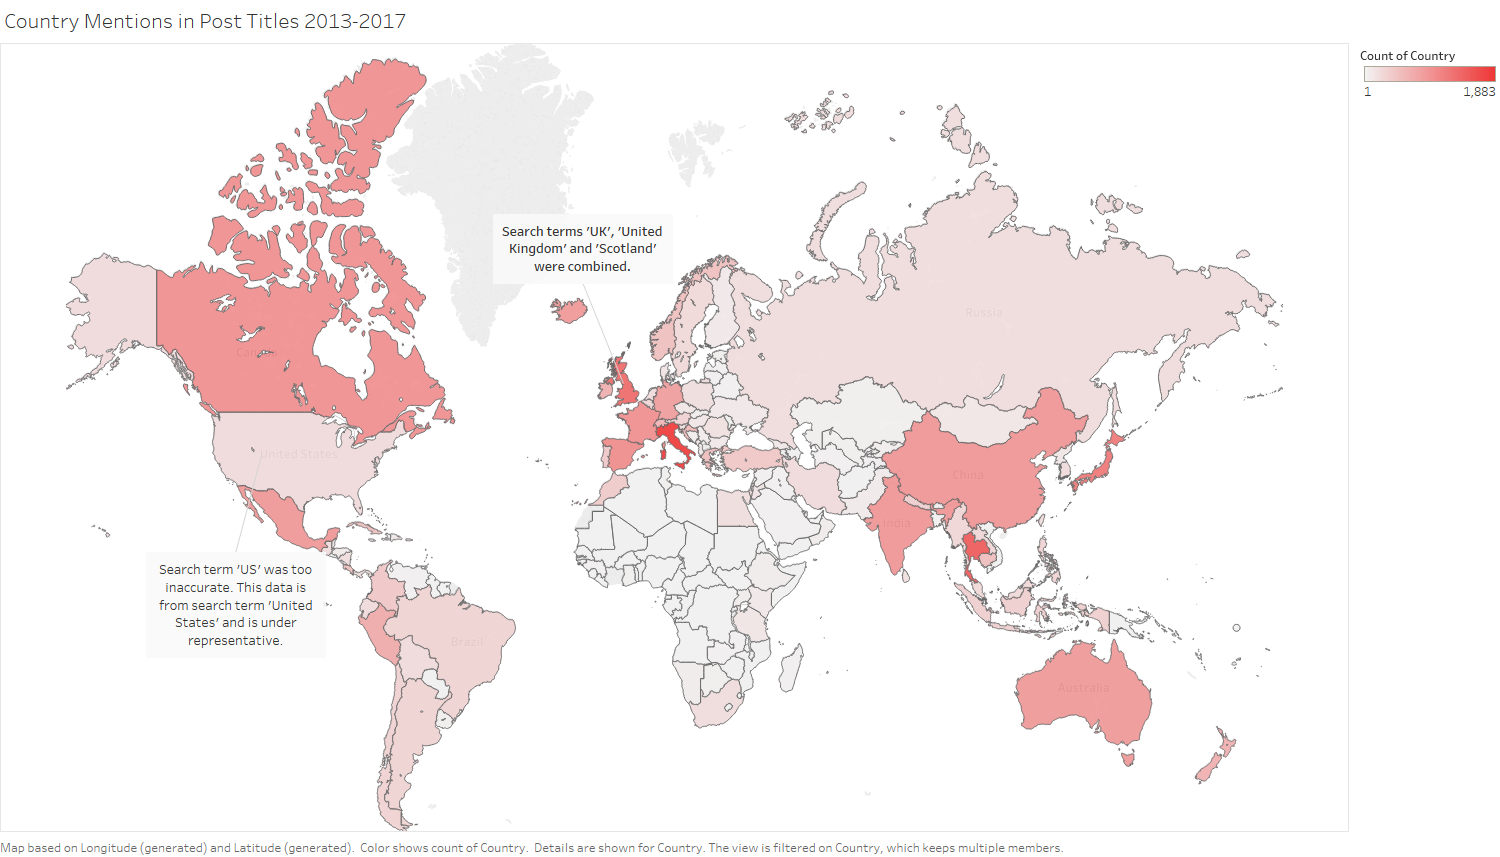 Country Mentions in Post Titles 2013-2017
Count of Country
1
1,883
Search terms 'UK', 'United
Kingdom' and 'Scotland'
were combined.
Russia
Canada
United States
China
India
Search term 'US' was too
inaccurate. This data is
from search term 'United
States' and is under
representative.
Brazil
Australia
Map based on Longitude (generated) and Latitude (generated).  Color shows count of Country.  Details are shown for Country. The view is filtered on Country, which keeps multiple members.